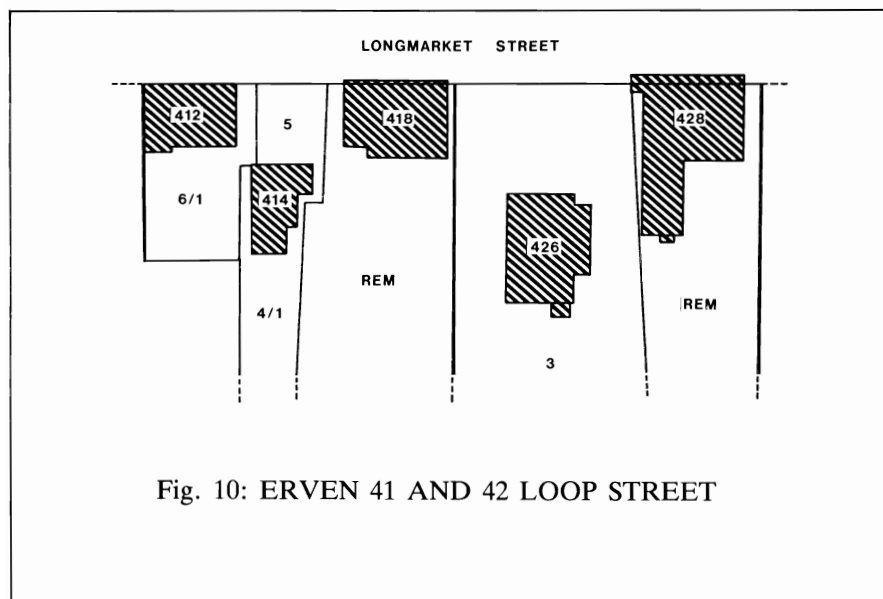 LONGMARKET STREET
412
5
418
428
6/1
414
426
REM
REM
4/1
3
Fig. 10: ERVEN 41 AND 42 LOOP STREET